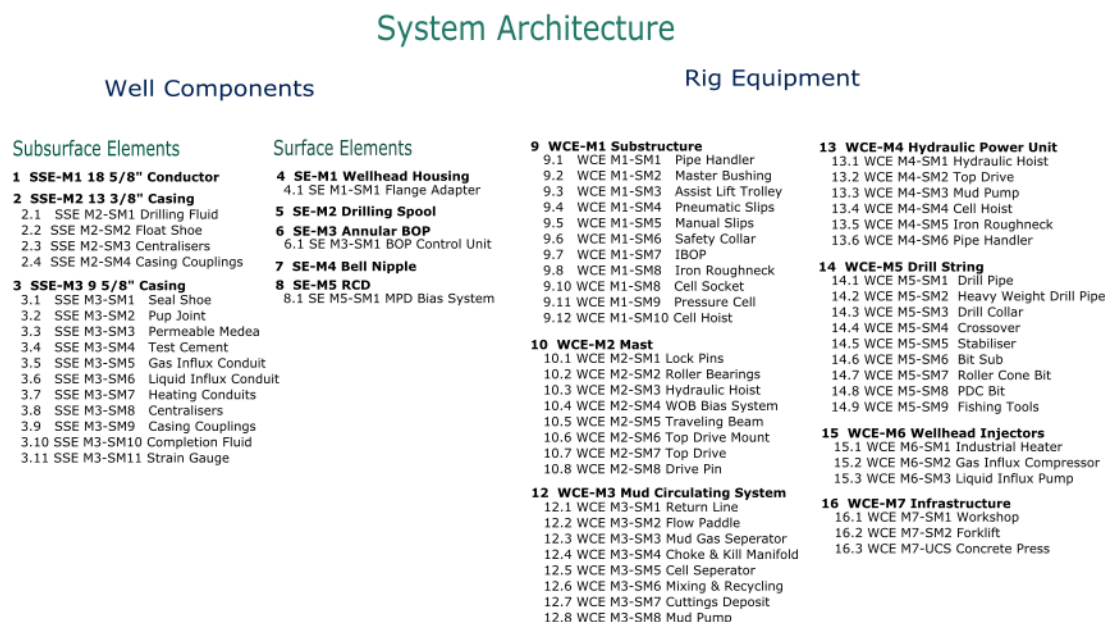 System Architecture
Well Components
Rig Equipment
Subsurface Elements
1 SSE-M1 18 5/8" Conductor
2 SSE-M2 13 3/8" Casing
2.1 SSE M2-SM1 Drilling Fluid
2.2 SSE M2-SM2 Float Shoe
2.3 SSE M2-SM3 Centralisers
2.4 SSE M2-SM4 Casing Couplings
3 SSE-M3 9 5/8" Casing
3.1 SSE M3-SM1 Seal Shoe
3.2 SSE M3-SM2 Pup Joint
3.3 SSE M3-SM3 Permeable Medea
3.4 SSE M3-SM4 Test Cement
3.5 SSE M3-SM5 Gas Influx Conduit
3.6 SSE M3-SM6 Liquid Influx Conduit
3.7 SSE M3-SM7 Heating Conduits
3.8 SSE M3-SM8 Centralisers
3.9 SSE M3-SM9 Casing Couplings
3.10 SSE M3-SM10 Completion Fluid
3.11 SSE M3-SM11 Strain Gauge
Surface Elements
4 SE-M1 Wellhead Housing
4.1 SE M1-SM1 Flange Adapter
5 SE-M2 Drilling Spool
6 SE-M3 Annular BOP
6.1 SE M3-SM1 BOP Control Unit
7 SE-M4 Bell Nipple
8 SE-M5 RCD
8.1 SE M5-SM1 MPD Bias System
9 WCE-M1 Substructure
9.1 WCE M1-SM1 Pipe Handler
9.2 WCE M1-SM2 Master Bushing
9.3 WCE M1-SM3 Assist Lift Trolley
9.4 WCE M1-SM4 Pneumatic Slips
9.5 WCE M1-SM5 Manual Slips
9.6 WCE M1-SM6 Safety Collar
9.7 WCE M1-SM7 IBOP
9.8 WCE M1-SM8 Iron Roughneck
9.10 WCE M1-SM8 Cell Socket
9.11 WCE M1-SM9 Pressure Cell
9.12 WCE M1-SM10 Cell Hoist
10 WCE-M2 Mast
10.1 WCE M2-SM1 Lock Pins
10.2 WCE M2-SM2 Roller Bearings
10.3 WCE M2-SM3 Hydraulic Hoist
10.4 WCE M2-SM4 WOB Bias System
10.5 WCE M2-SM5 Traveling Beam
10.6 WCE M2-SM6 Top Drive Mount
10.7 WCE M2-SM7 Top Drive
10.8 WCE M2-SM8 Drive Pin
12 WCE-M3 Mud Circulating System
12.1 WCE M3-SM1 Return Line
12.2 WCE M3-SM2 Flow Paddle
12.3 WCE M3-SM3 Mud Gas Seperator
12.4 WCE M3-SM4 Choke & Kill Manifold
12.5 WCE M3-SM5 Cell Seperator
12.6 WCE M3-SM6 Mixing & Recycling
12.7 WCE M3-SM7 Cuttings Deposit
12.8 WCE M3-SM8 Mud Pump
13 WCE-M4 Hydraulic Power Unit
13.1 WCE M4-SM1 Hydraulic Hoist
13.2 WCE M4-SM2 Top Drive
13.3 WCE M4-SM3 Mud Pump
13.4 WCE M4-SM4 Cell Hoist
13.5 WCE M4-SM5 Iron Roughneck
13.6 WCE M4-SM6 Pipe Handler
14 WCE-M5 Drill String
14.1 WCE M5-SM1 Drill Pipe
14.2 WCE M5-SM2 Heavy Weight Drill Pipe
14.3 WCE M5-SM3 Drill Collar
14.4 WCE M5-SM4 Crossover
14.5 WCE M5-SM5 Stabiliser
14.6 WCE M5-SM6 Bit Sub
14.7 WCE M5-SM7 Roller Cone Bit
14.8 WCE M5-SM8 PDC Bit
14.9 WCE M5-SM9 Fishing Tools
15 WCE-M6 Wellhead Injectors
15.1 WCE M6-SM1 Industrial Heater
15.2 WCE M6-SM2 Gas Influx Compressor
15.3 WCE M6-SM3 Liquid Influx Pump
16 WCE-M7 Infrastructure
16.1 WCE M7-SM1 Workshop
16.2 WCE M7-SM2 Forklift
16.3 WCE M7-UCS Concrete Press